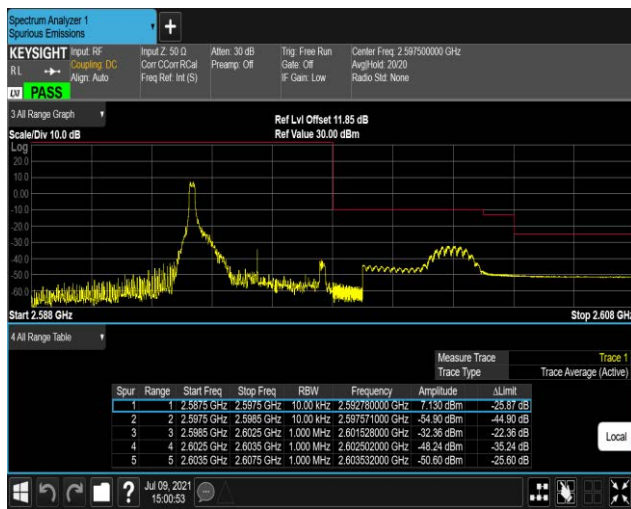 Spectrum Analyzer 1
Spurious Emissions
+
KEYSIGHT Input: RF Input Z: 50 Ω Atten: 30 dB Trig: Free Run Center Freq: 2.597500000 GHz
RL Coupling: DC Corr CCorr RCal Preamp: Off Gate: Off Avg|Hold: 20/20
Align: Auto Freq Ref: Int (S) IF Gain: Low Radio Std: None
LXI PASS
3 All Range Graph
Ref Lvl Offset 11.85 dB
Scale/Div 10.0 dB Ref Value 30.00 dBm
Log
20.0
10.0
0.00
-10.0
-20.0
-30.0
-40.0
-50.0
-60.0
Start 2.588 GHz Stop 2.608 GHz
4 All Range Table
Measure Trace Trace 1
Trace Type Trace Average (Active)
Spur Range Start Freq Stop Freq RBW Frequency Amplitude ΔLimit
1 1 2.5875 GHz 2.5975 GHz 10.00 kHz 2.592780000 GHz 7.130 dBm -25.87 dB
2 2 2.5975 GHz 2.5985 GHz 10.00 kHz 2.597571000 GHz -54.90 dBm -44.90 dB
3 3 2.5985 GHz 2.6025 GHz 1.000 MHz 2.601528000 GHz -32.36 dBm -22.36 dB
4 4 2.6025 GHz 2.6035 GHz 1.000 MHz 2.602502000 GHz -48.24 dBm -35.24 dB
5 5 2.6035 GHz 2.6075 GHz 1.000 MHz 2.603532000 GHz -50.60 dBm -25.60 dB
Local
? Jul 09, 2021
15:00:53